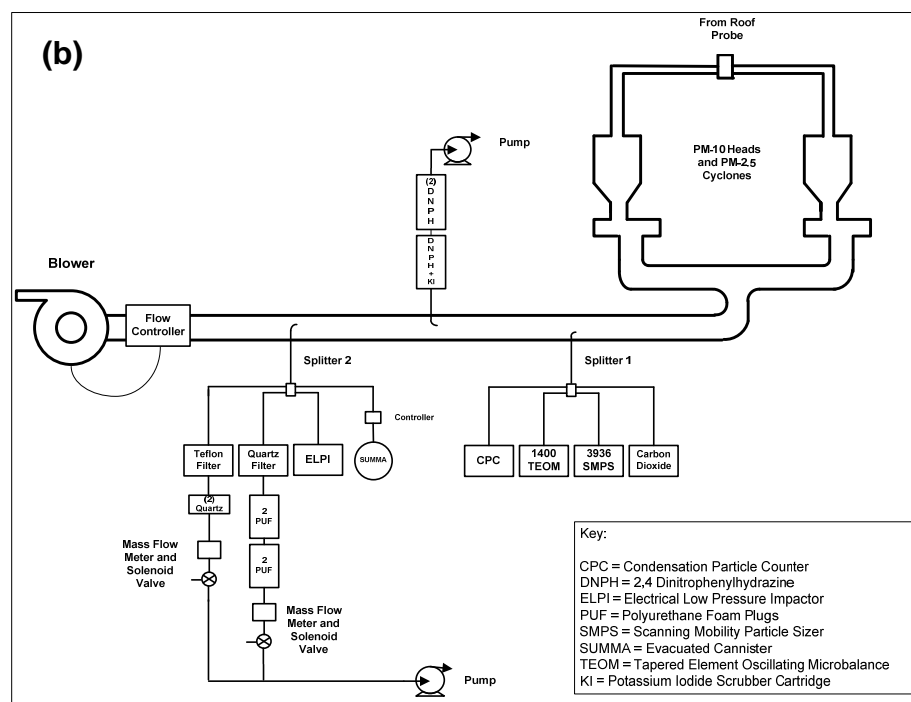 (b)
From Roof
Probe
PM-10 Heads
and PM-2.5
Cyclones
Pump
(2)
D
N
P
H
D
N
P
H
+
KI
Blower
Flow
Controller
Splitter 2
Splitter 1
Controller
Teflon
Filter
Quartz
Filter
ELPI
SUMMA
CPC
1400
TEOM
3936
SMPS
Carbon
Dioxide
(2)
Quartz
2
PUF
2
PUF
Mass Flow
Meter and
Solenoid
Valve
Mass Flow
Meter and
Solenoid
Valve
Pump
Key:
CPC = Condensation Particle Counter
DNPH = 2,4 Dinitrophenylhydrazine
ELPI = Electrical Low Pressure Impactor
PUF = Polyurethane Foam Plugs
SMPS = Scanning Mobility Particle Sizer
SUMMA = Evacuated Cannister
TEOM = Tapered Element Oscillating Microbalance
KI = Potassium Iodide Scrubber Cartridge